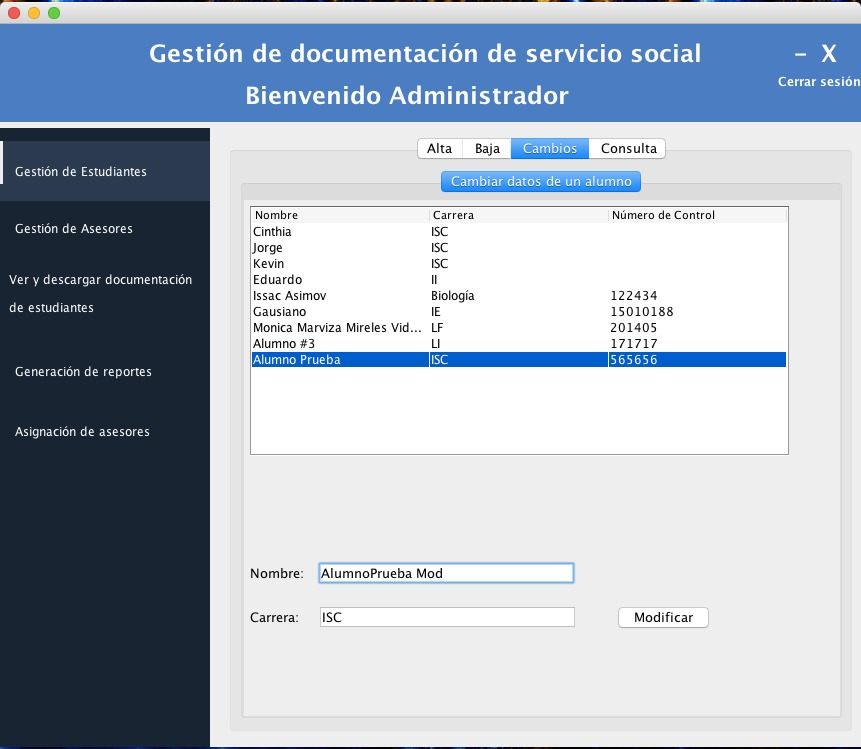 Gestión de documentación de servicio social
– X
Bienvenido Administrador
Cerrar sesión
Gestión de Estudiantes
Gestión de Asesores
Ver y descargar documentación
de estudiantes
Generación de reportes
Asignación de asesores
Alta Baja Cambios Consulta
Cambiar datos de un alumno
Nombre Carrera Número de Control
Cinthia ISC
Jorge ISC
Kevin ISC
Eduardo II
Issac Asimov Biología 122434
Gausiano IE 15010188
Monica Marviza Mireles Vid... LF 201405
Alumno #3 LI 171717
Alumno Prueba ISC 565656
Nombre: AlumnoPrueba Mod
Carrera: ISC Modificar